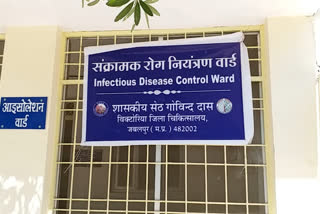 संक्रामक रोग नियंत्रण वार्ड
Infectious Disease Control Ward
शासकीय सेठ गोविन्द दास
विक्टोरिया जिला चिकित्सालय,
जबलपुर ( म.प्र. ) 482002
आइसोलेशन
वार्ड